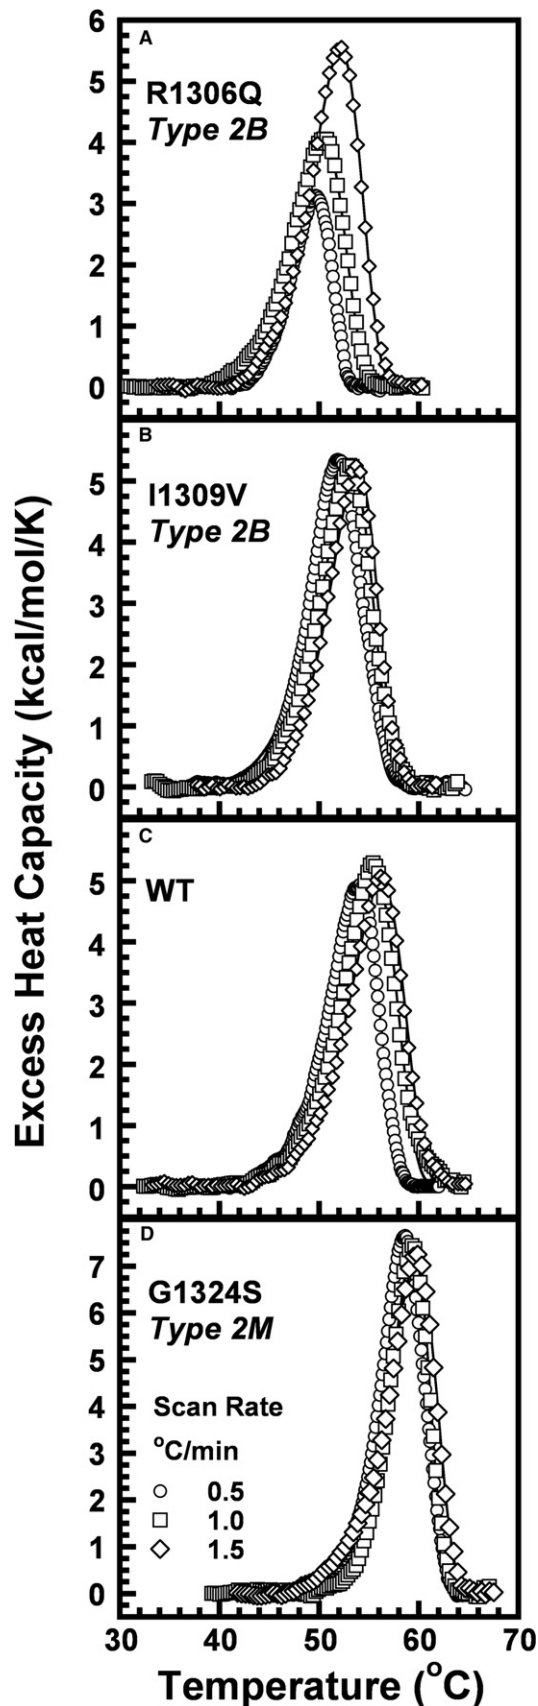 A
R1306Q
Type 2B
6
5
4
3
2
1
0
B
I1309V
Type 2B
5
4
3
2
1
0
Excess Heat Capacity (kcal/mol/K)
C
WT
5
4
3
2
1
0
D
G1324S
Type 2M
7
6
5
4
3
2
1
0
Scan Rate
°C/min
0.5
1.0
1.5
30 40 50 60 70
Temperature (°C)